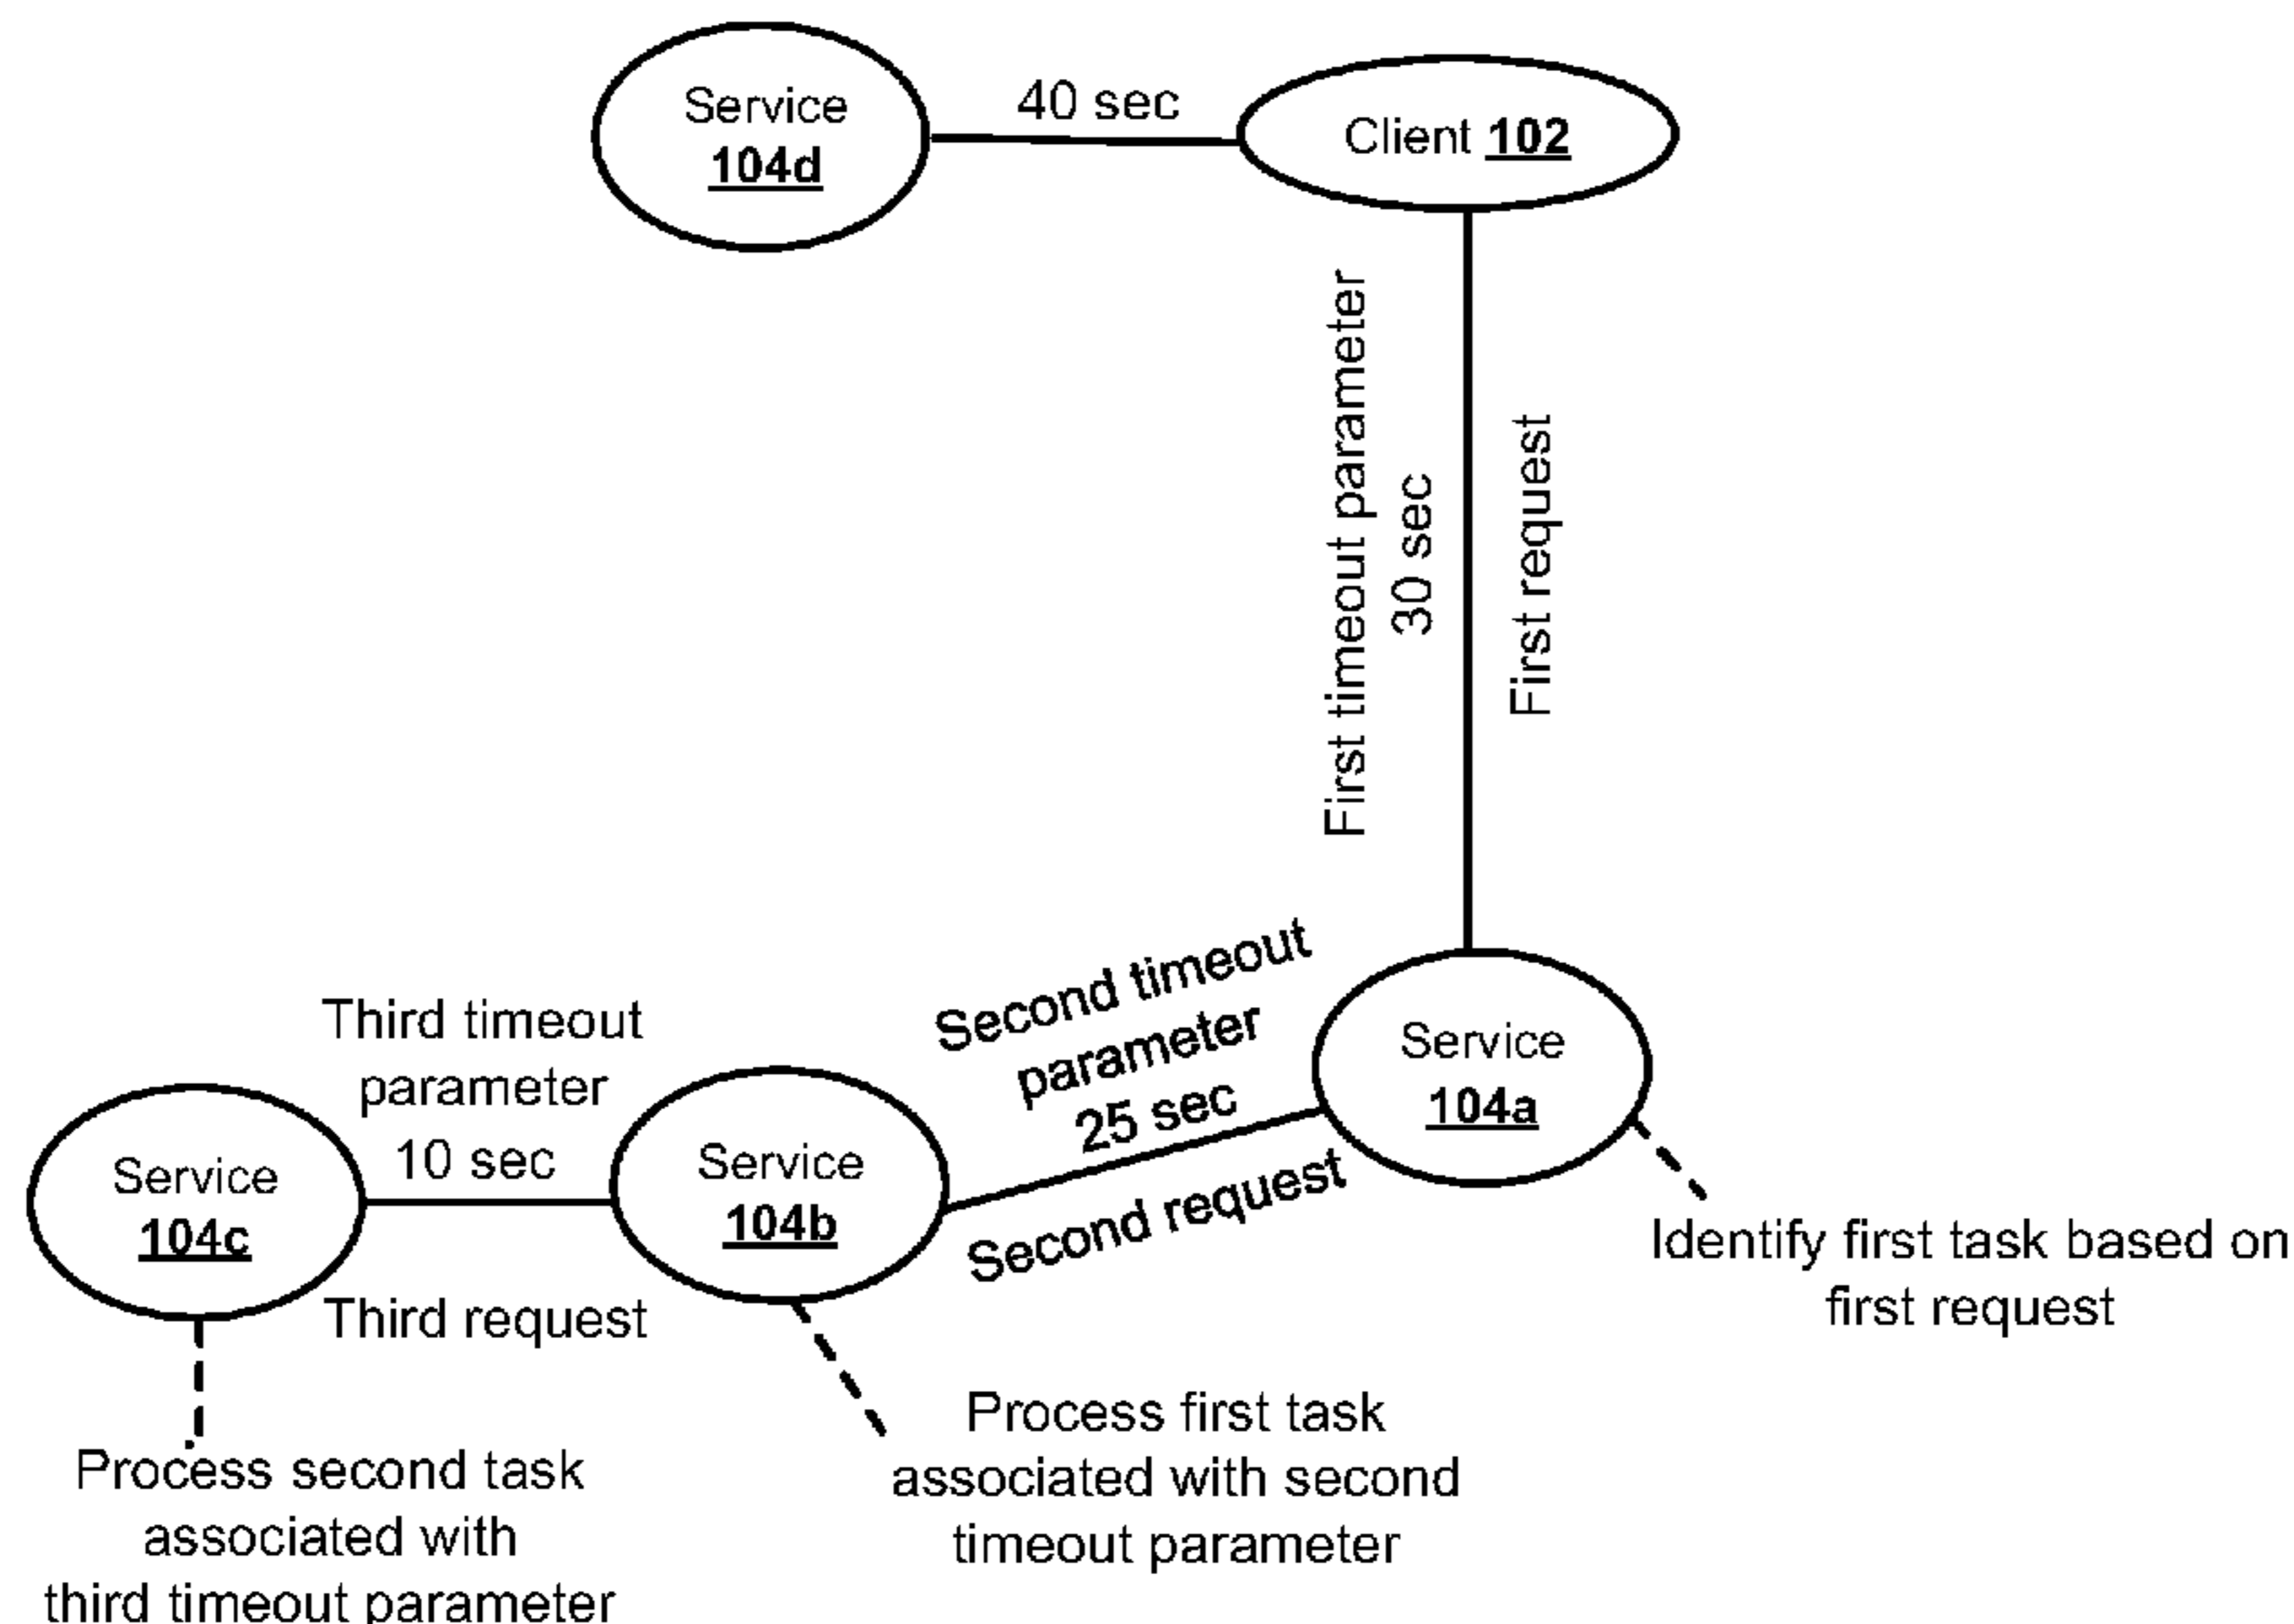 Service
104d
40 sec
Client 102
First timeout parameter
30 sec
First request
Second timeout
parameter
25 sec
Second request
Service
104a
Identify first task based on
first request
Third timeout
parameter
10 sec
Third request
Service
104c
Service
104b
Process first task
associated with second
timeout parameter
Process second task
associated with
third timeout parameter